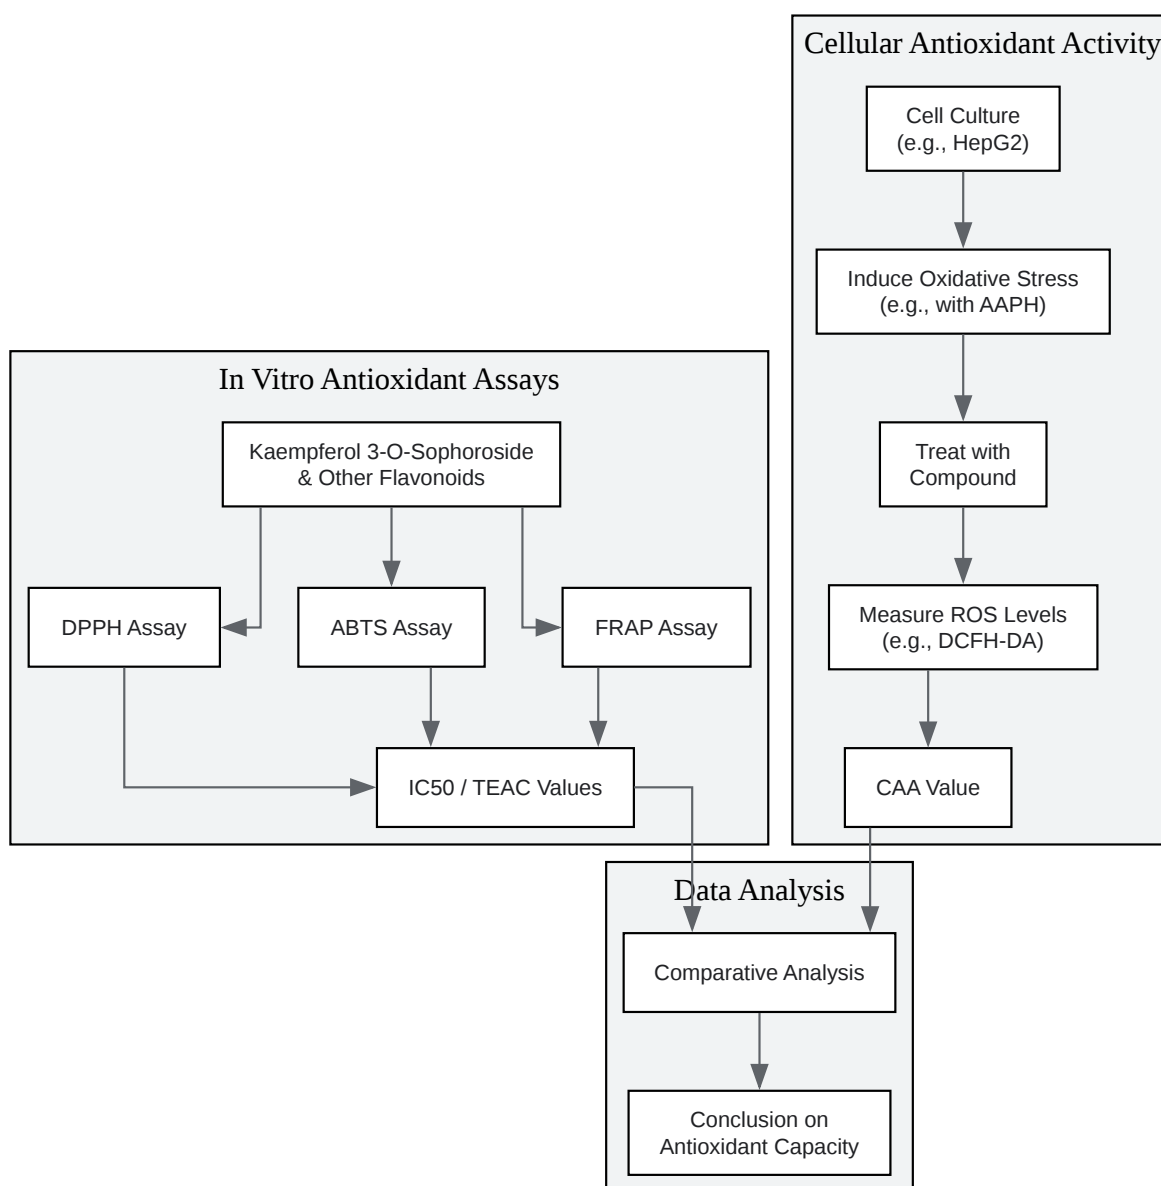 Cellular Antioxidant Activity
Cell Culture
(e.g., HepG2)
Induce Oxidative Stress
(e.g., with AAPH)
Treat with
Compound
Measure ROS Levels
(e.g., DCFH-DA)
CAA Value
In Vitro Antioxidant Assays
Kaempferol 3-O-Sophoroside
& Other Flavonoids
DPPH Assay
ABTS Assay
FRAP Assay
IC50 / TEAC Values
Data Analysis
Comparative Analysis
Conclusion on
Antioxidant Capacity